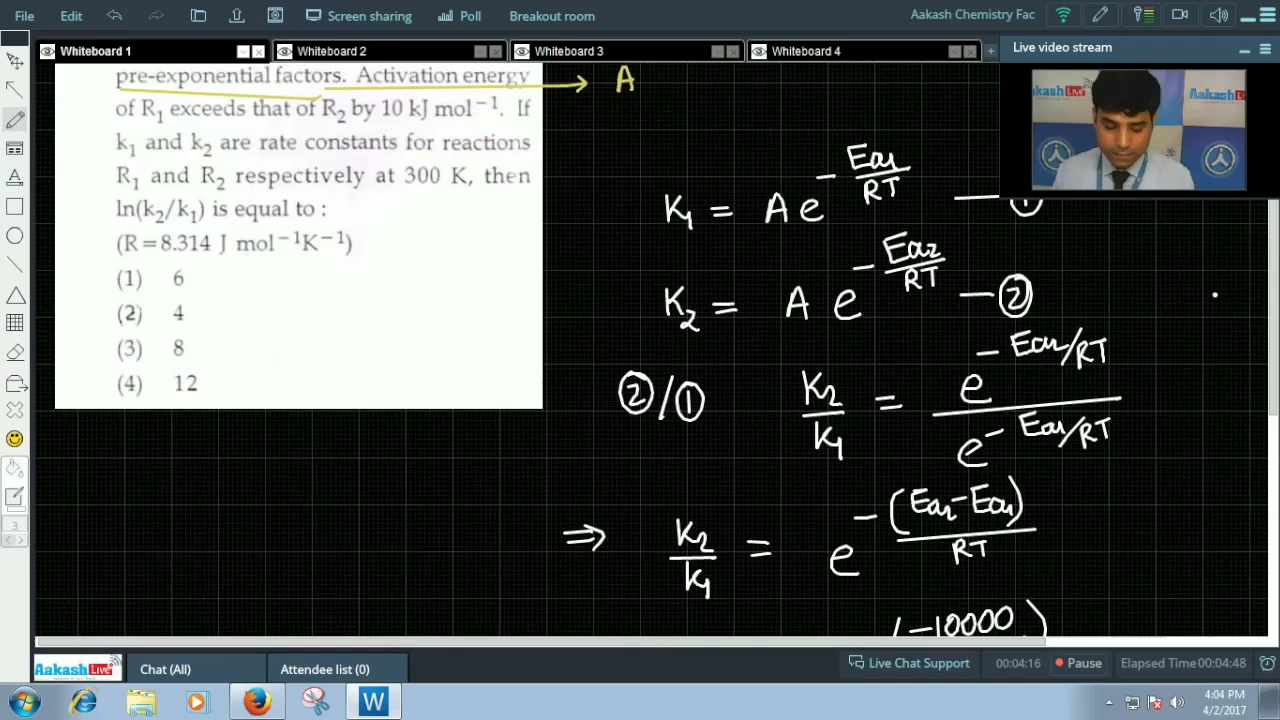 File Edit Screen sharing Poll Breakout room Aakash Chemistry Fac
Whiteboard 1 Whiteboard 2 Whiteboard 3 Whiteboard 4
Live video stream
Aakash Live
pre-exponential factors. Activation energy
of R₁ exceeds that of R₂ by 10 kJ mol⁻¹. If
k₁ and k₂ are rate constants for reactions
R₁ and R₂ respectively at 300 K, then
ln(k₂/k₁) is equal to :
(R=8.314 J mol⁻¹K⁻¹)
(1) 6
(2) 4
(3) 8
(4) 12
A
K₁ = A e^(-Ea₁/RT) — ①
K₂ = A e^(-Ea₂/RT) — ②
②/① k₂/k₁ = e^(-Ea₂/RT) / e^(-Ea₁/RT)
⇒ k₂/k₁ = e^(-(Ea₂-Ea₁)/RT)
(-10000)
3
Aakash Live Chat (All) Attendee list (0) Live Chat Support 00:04:16 Pause Elapsed Time 00:04:48
4:04 PM
4/2/2017